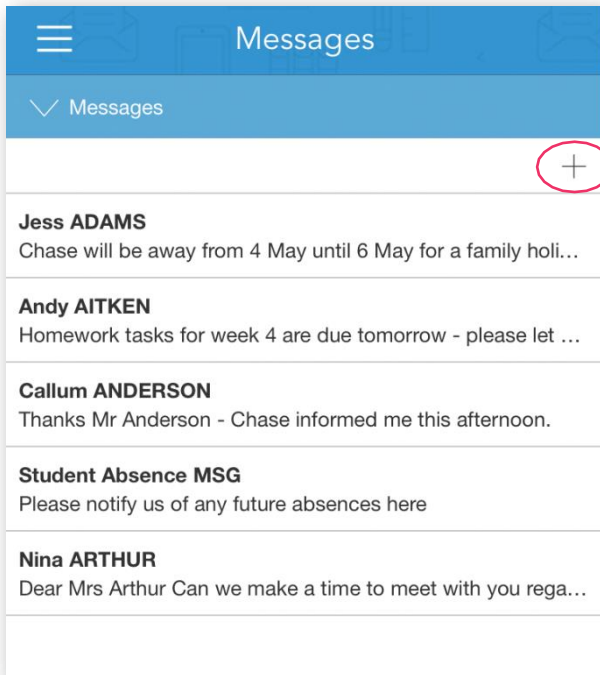 Messages
Messages
Jess ADAMS
Chase will be away from 4 May until 6 May for a family holi...
Andy AITKEN
Homework tasks for week 4 are due tomorrow - please let ...
Callum ANDERSON
Thanks Mr Anderson - Chase informed me this afternoon.
Student Absence MSG
Please notify us of any future absences here
Nina ARTHUR
Dear Mrs Arthur Can we make a time to meet with you rega...